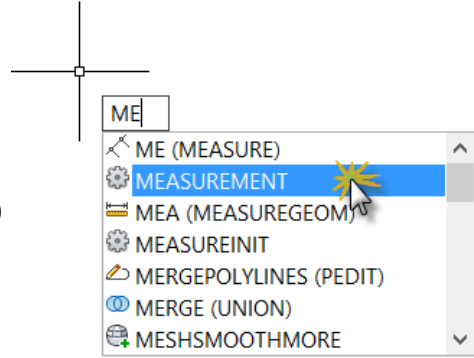 ME
ME (MEASURE)
MEASUREMENT
MEA (MEASUREGEOM)
MEASUREINIT
MERGEPOLYLINES (PEDIT)
MERGE (UNION)
MESHSMOOTHMORE
)